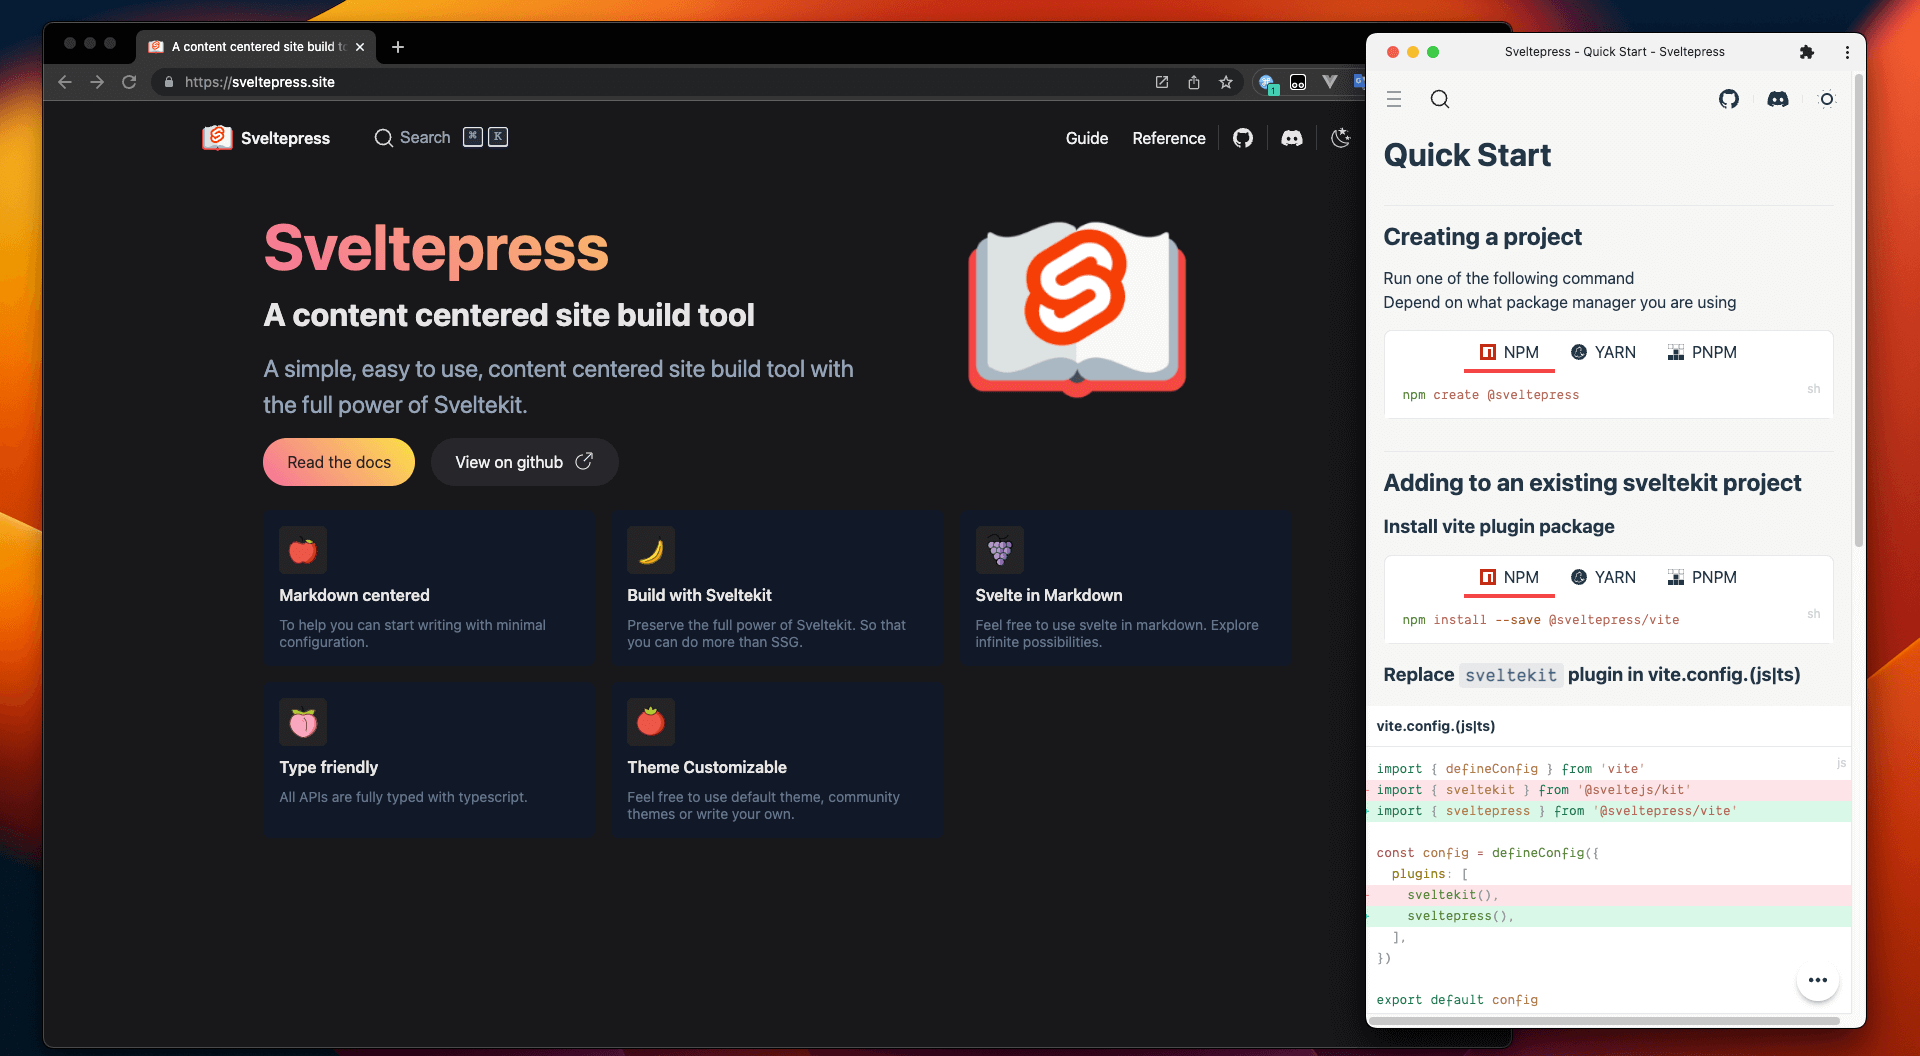 A content centered site build to
https://sveltepress.site
1
Sveltepress
Search
⌘ K
Guide
Reference
Sveltepress
A content centered site build tool
A simple, easy to use, content centered site build tool with
the full power of Sveltekit.
Read the docs
View on github
Markdown centered
To help you can start writing with minimal
configuration.
Build with Sveltekit
Preserve the full power of Sveltekit. So that
you can do more than SSG.
Svelte in Markdown
Feel free to use svelte in markdown. Explore
infinite possibilities.
Type friendly
All APIs are fully typed with typescript.
Theme Customizable
Feel free to use default theme, community
themes or write your own.
Sveltepress - Quick Start - Sveltepress
Quick Start
Creating a project
Run one of the following command
Depend on what package manager you are using
NPM YARN PNPM
sh
npm create @sveltepress
Adding to an existing sveltekit project
Install vite plugin package
NPM YARN PNPM
sh
npm install --save @sveltepress/vite
Replace sveltekit plugin in vite.config.(js|ts)
vite.config.(js|ts)
js
import { defineConfig } from 'vite'
- import { sveltekit } from '@sveltejs/kit'
+ import { sveltepress } from '@sveltepress/vite'
const config = defineConfig({
plugins: [
- sveltekit(),
+ sveltepress(),
],
})
export default config